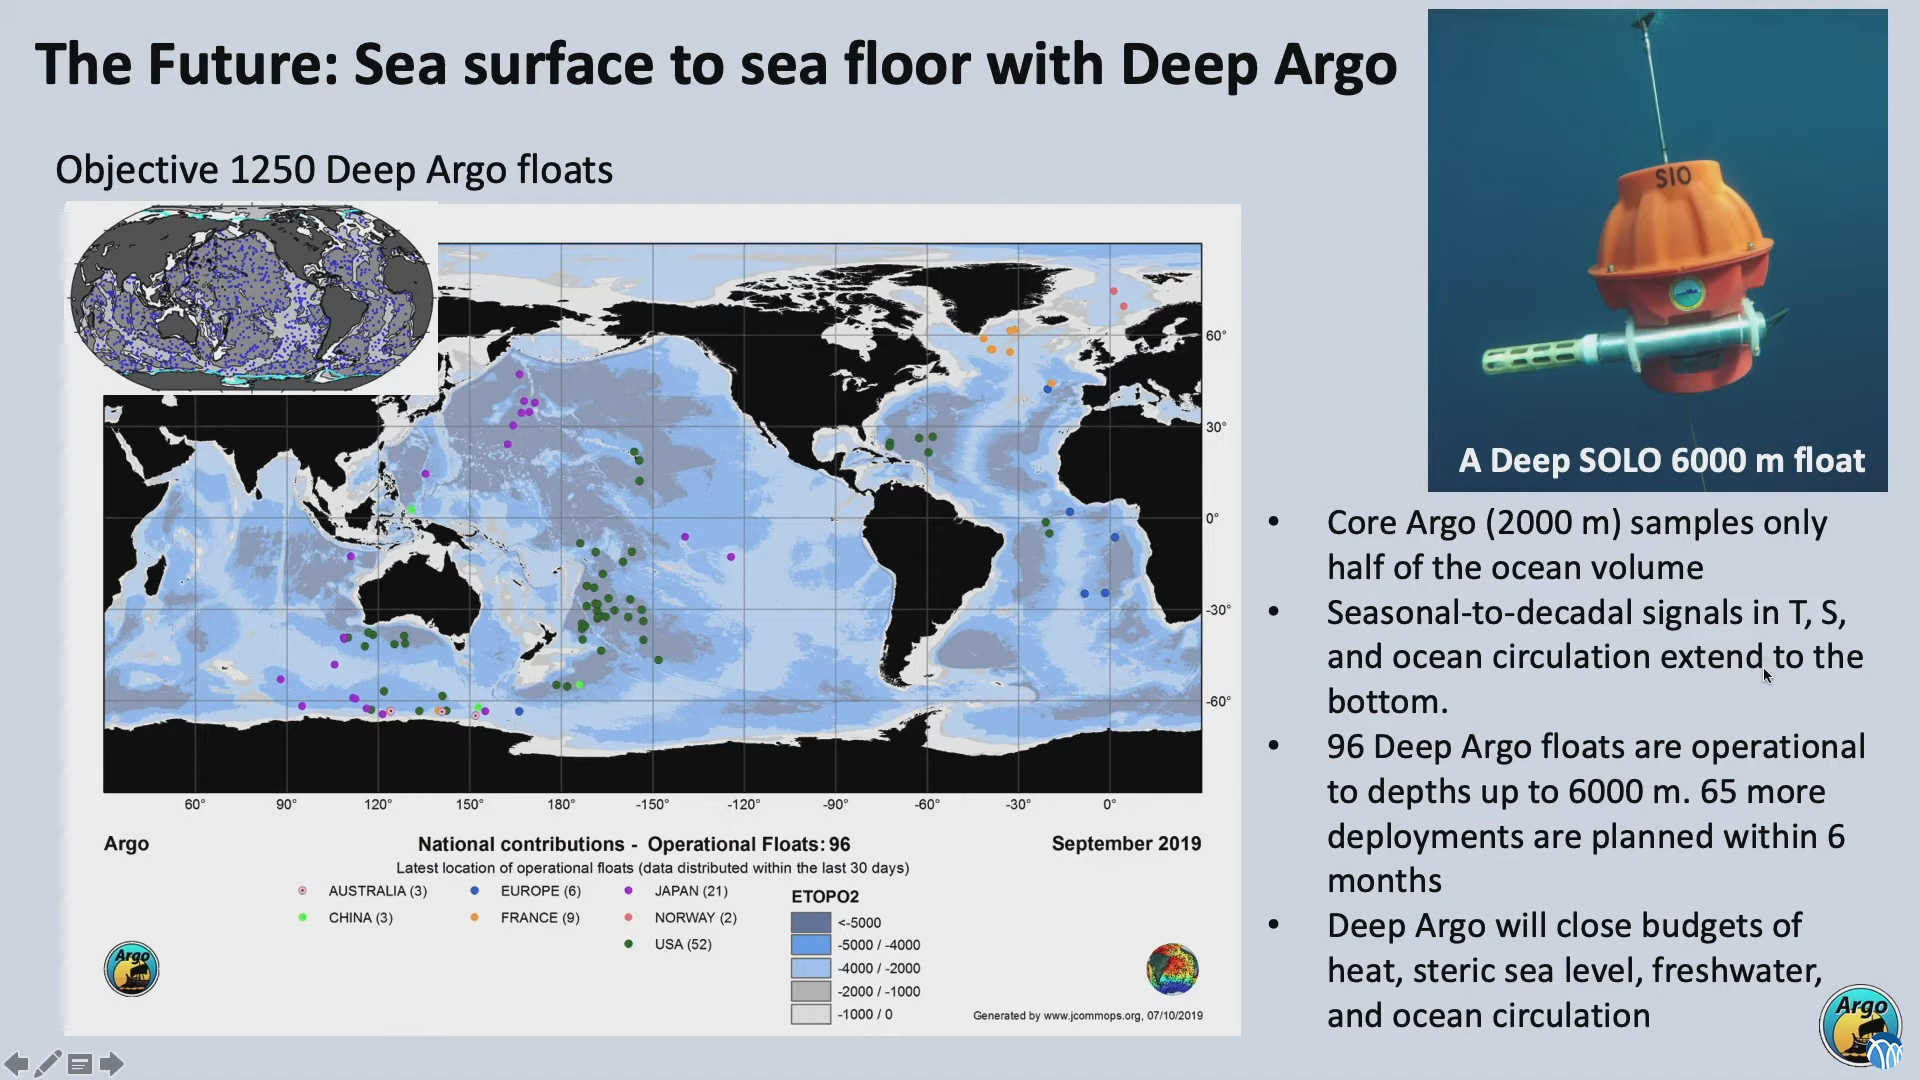 The Future: Sea surface to sea floor with Deep Argo
Objective 1250 Deep Argo floats
SIO
A Deep SOLO 6000 m float
60°
30°
0°
-30°
-60°
60°
90°
120°
150°
180°
-150°
-120°
-90°
-60°
-30°
0°
Argo
National contributions - Operational Floats: 96
September 2019
Latest location of operational floats (data distributed within the last 30 days)
AUSTRALIA (3)
EUROPE (6)
JAPAN (21)
CHINA (3)
FRANCE (9)
NORWAY (2)
USA (52)
ETOPO2
<-5000
-5000 / -4000
-4000 / -2000
-2000 / -1000
-1000 / 0
Argo
Generated by www.jcommops.org, 07/10/2019
• Core Argo (2000 m) samples only
half of the ocean volume
• Seasonal-to-decadal signals in T, S,
and ocean circulation extend to the
bottom.
• 96 Deep Argo floats are operational
to depths up to 6000 m. 65 more
deployments are planned within 6
months
• Deep Argo will close budgets of
heat, steric sea level, freshwater,
and ocean circulation
Argo